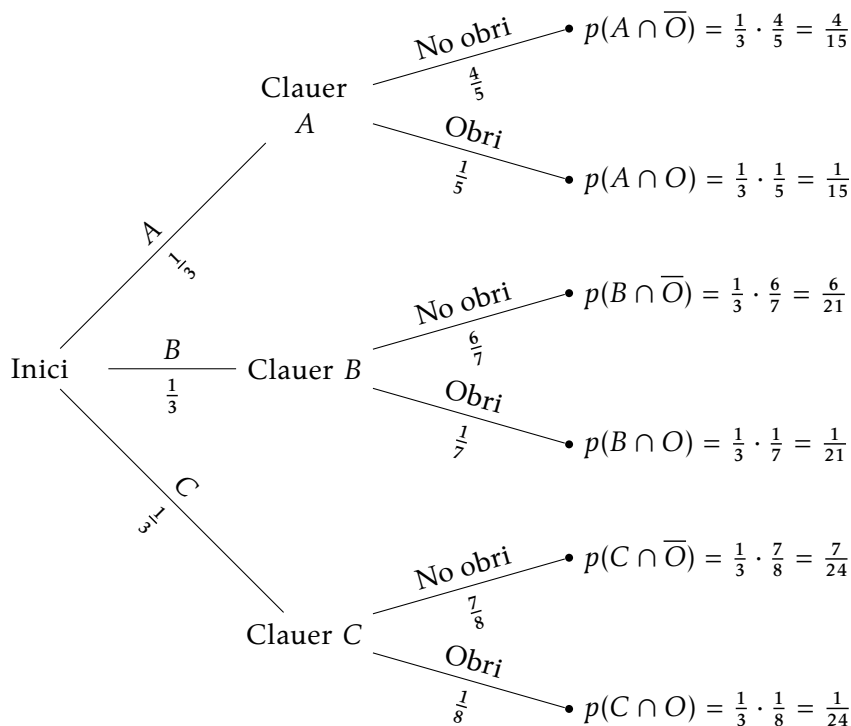 No obri
4/5
p(A ∩ O̅) = 1/3 · 4/5 = 4/15
Clauer
A
Obri
1/5
p(A ∩ O) = 1/3 · 1/5 = 1/15
A
1/3
No obri
6/7
p(B ∩ O̅) = 1/3 · 6/7 = 6/21
Inici
B
1/3
Clauer B
Obri
1/7
p(B ∩ O) = 1/3 · 1/7 = 1/21
C
1/3
No obri
7/8
p(C ∩ O̅) = 1/3 · 7/8 = 7/24
Clauer C
Obri
1/8
p(C ∩ O) = 1/3 · 1/8 = 1/24